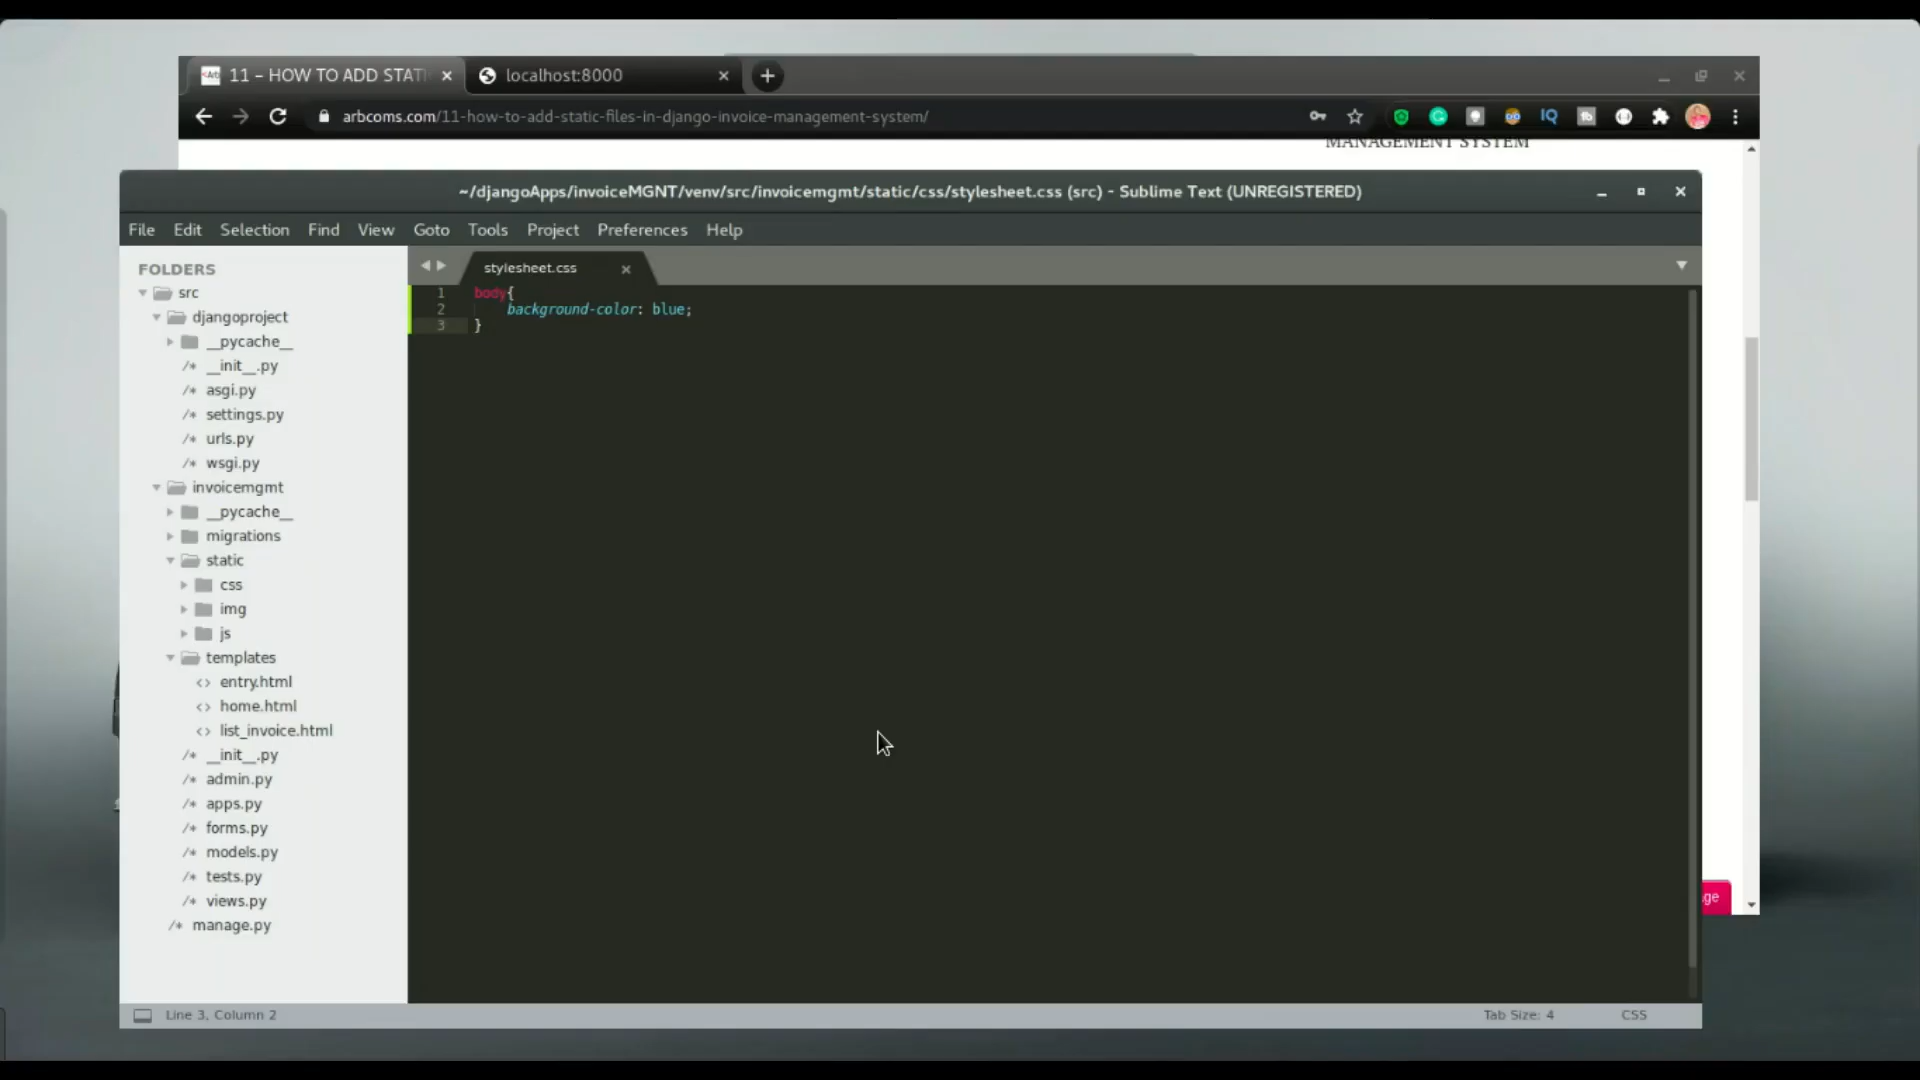 11 – HOW TO ADD STATI
localhost:8000
arbcoms.com/11-how-to-add-static-files-in-django-invoice-management-system/
IQ
MANAGEMENT SYSTEM
~/djangoApps/invoiceMGNT/venv/src/invoicemgmt/static/css/stylesheet.css (src) - Sublime Text (UNREGISTERED)
File Edit Selection Find View Goto Tools Project Preferences Help
FOLDERS
src
djangoproject
__pycache__
/* __init__.py
/* asgi.py
/* settings.py
/* urls.py
/* wsgi.py
invoicemgmt
__pycache__
migrations
static
css
img
js
templates
<> entry.html
<> home.html
<> list_invoice.html
/* __init__.py
/* admin.py
/* apps.py
/* forms.py
/* models.py
/* tests.py
/* views.py
/* manage.py
stylesheet.css
1 body{
2 background-color: blue;
3 }
ge
Line 3, Column 2
Tab Size: 4
CSS